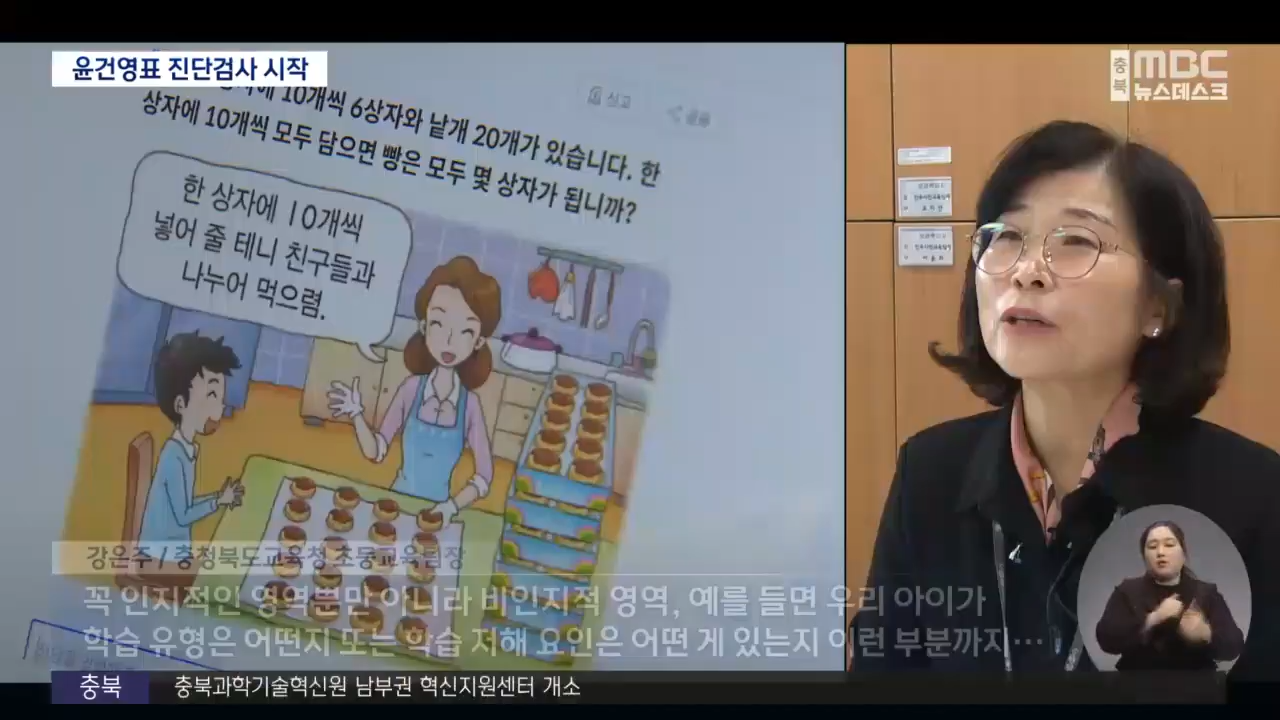 윤건영표 진단검사 시작
충북
MBC
뉴스데스크
신고
10개씩 6상자와 낱개 20개가 있습니다. 한
상자에 10개씩 모두 담으면 빵은 모두 몇 상자가 됩니까?
한 상자에 10개씩
넣어 줄 테니 친구들과
나누어 먹으렴.
강은주 / 충청북도교육청 초등교육팀장
꼭 인지적인 영역뿐만 아니라 비인지적 영역, 예를 들면 우리 아이가
학습 유형은 어떤지 또는 학습 저해 요인은 어떤 게 있는지 이런 부분까지…
충북
충북과학기술혁신원 남부권 혁신지원센터 개소